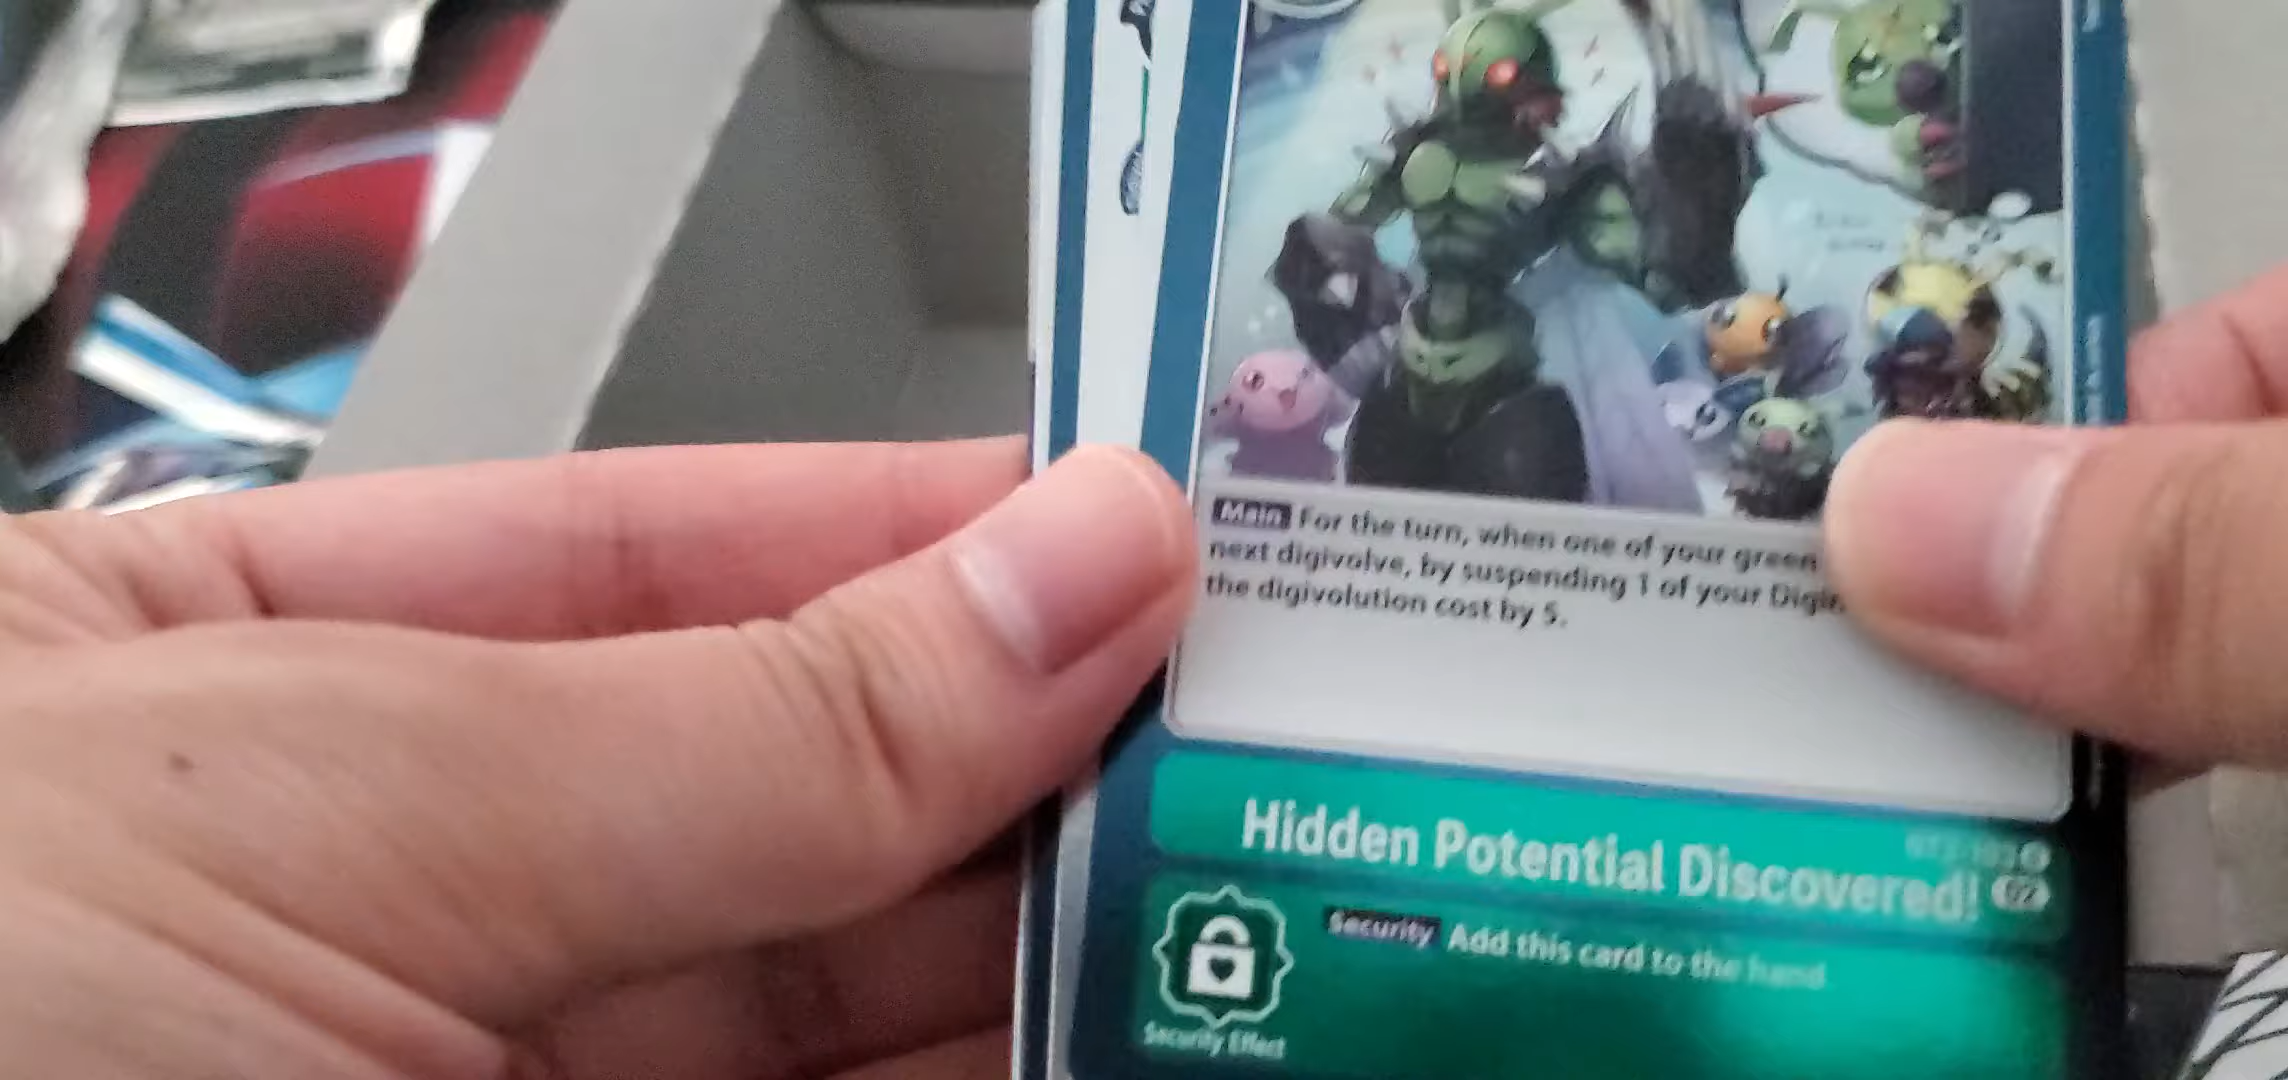 Main For the turn, when one of your green
next digivolve, by suspending 1 of your
the digivolution cost by 5.
Hidden Potential Discovered! 02
Security Add this card to the hand
Security Effect